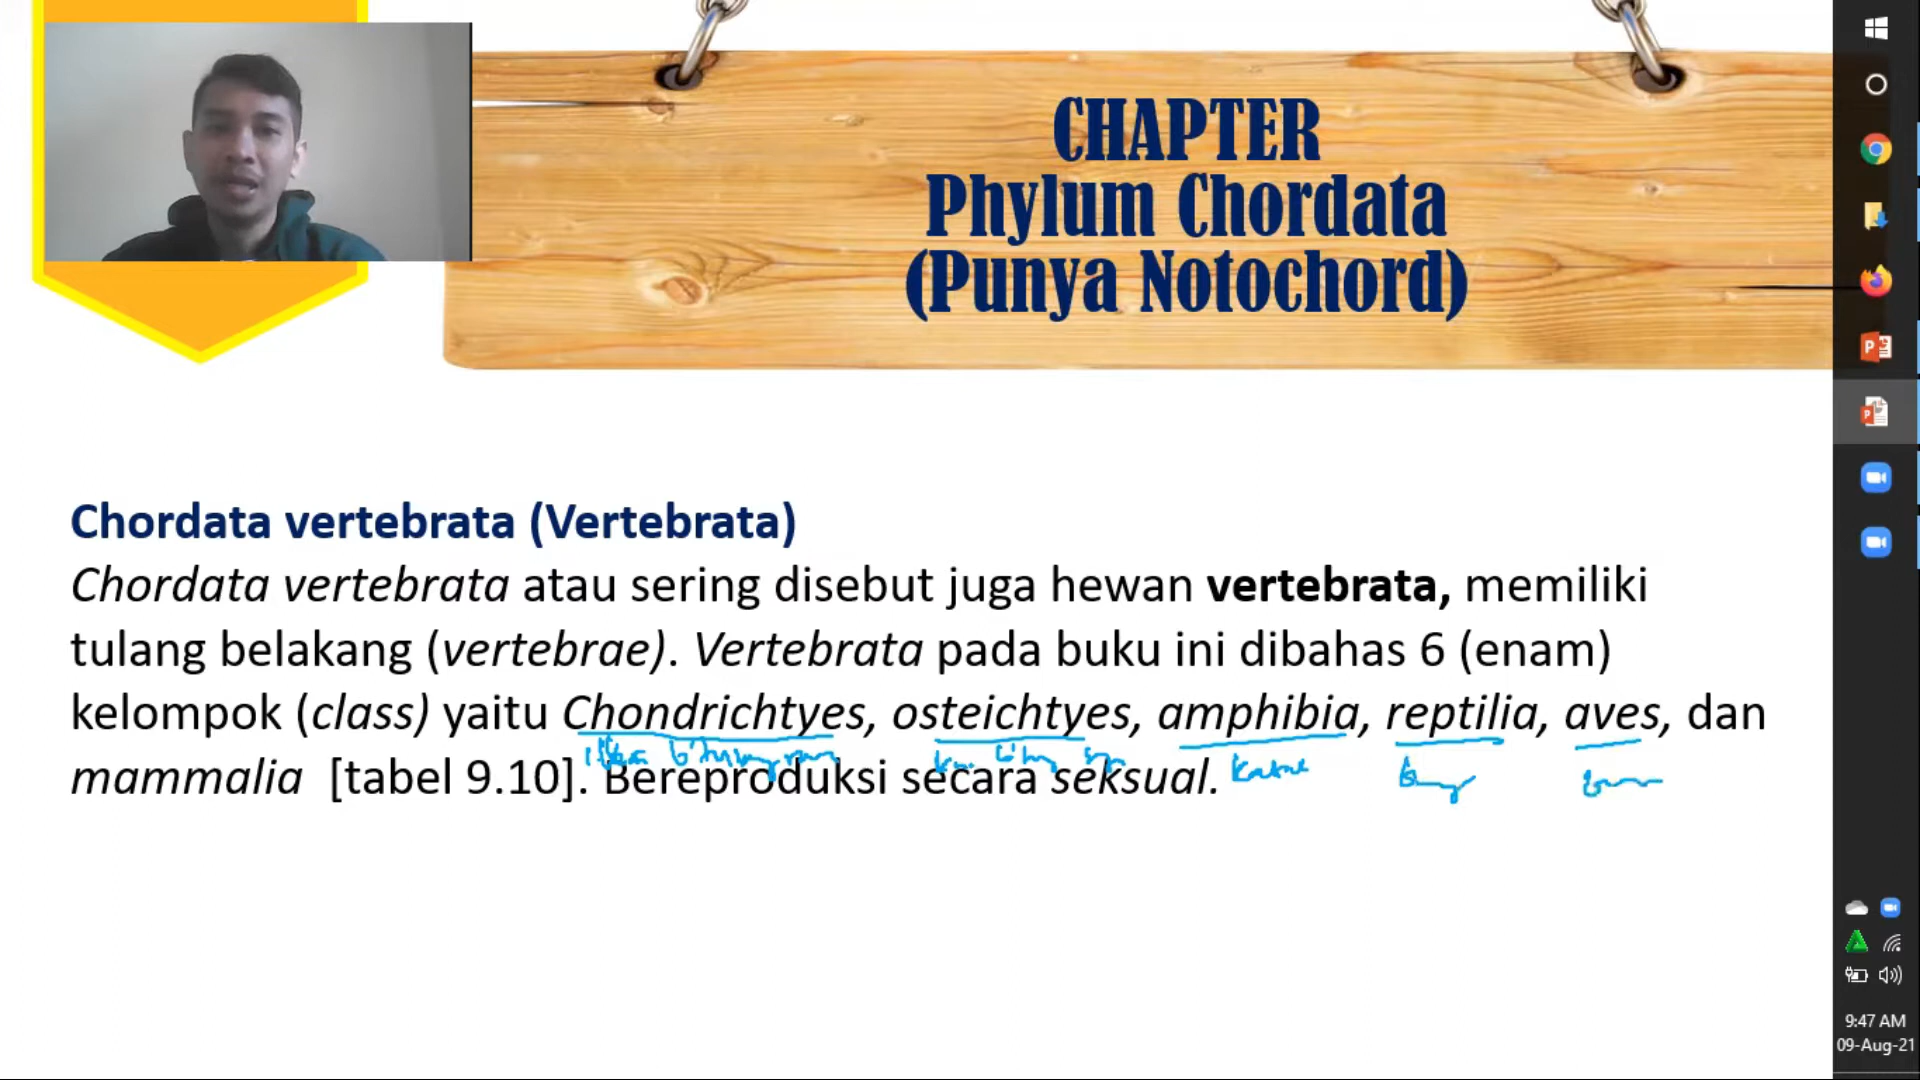 CHAPTER
Phylum Chordata
(Punya Notochord)
Chordata vertebrata (Vertebrata)
Chordata vertebrata atau sering disebut juga hewan vertebrata, memiliki
tulang belakang (vertebrae). Vertebrata pada buku ini dibahas 6 (enam)
kelompok (class) yaitu Chondrichtyes, osteichtyes, amphibia, reptilia, aves, dan
mammalia [tabel 9.10]. Bereproduksi secara seksual.
9:47 AM
09-Aug-21